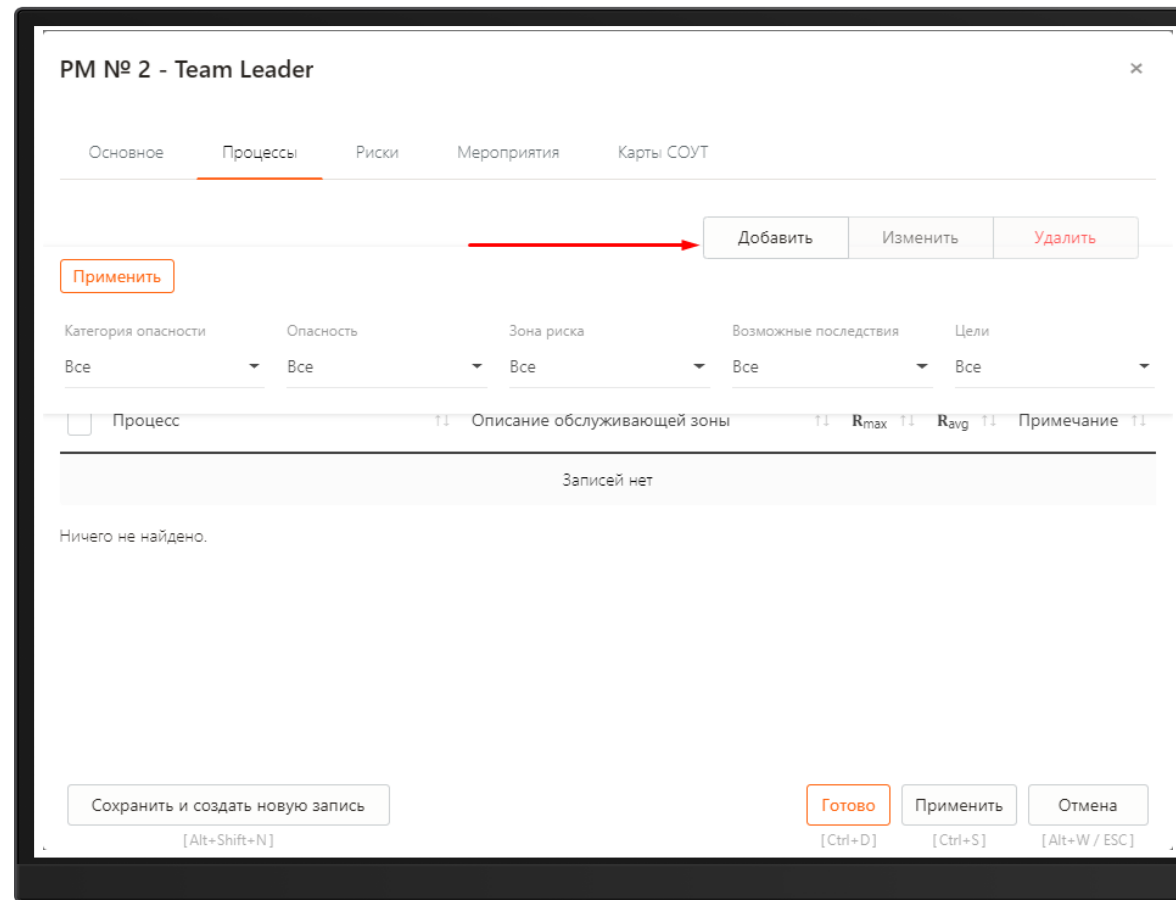 РМ № 2 - Team Leader ×
Основное Процессы Риски Мероприятия Карты СОУТ
Добавить Изменить Удалить
Применить
Категория опасности Опасность Зона риска Возможные последствия Цели
Все Все Все Все Все
Процесс Описание обслуживающей зоны Rmax Ravg Примечание
Записей нет
Ничего не найдено.
Сохранить и создать новую запись Готово Применить Отмена
[Alt+Shift+N] [Ctrl+D] [Ctrl+S] [Alt+W / ESC]